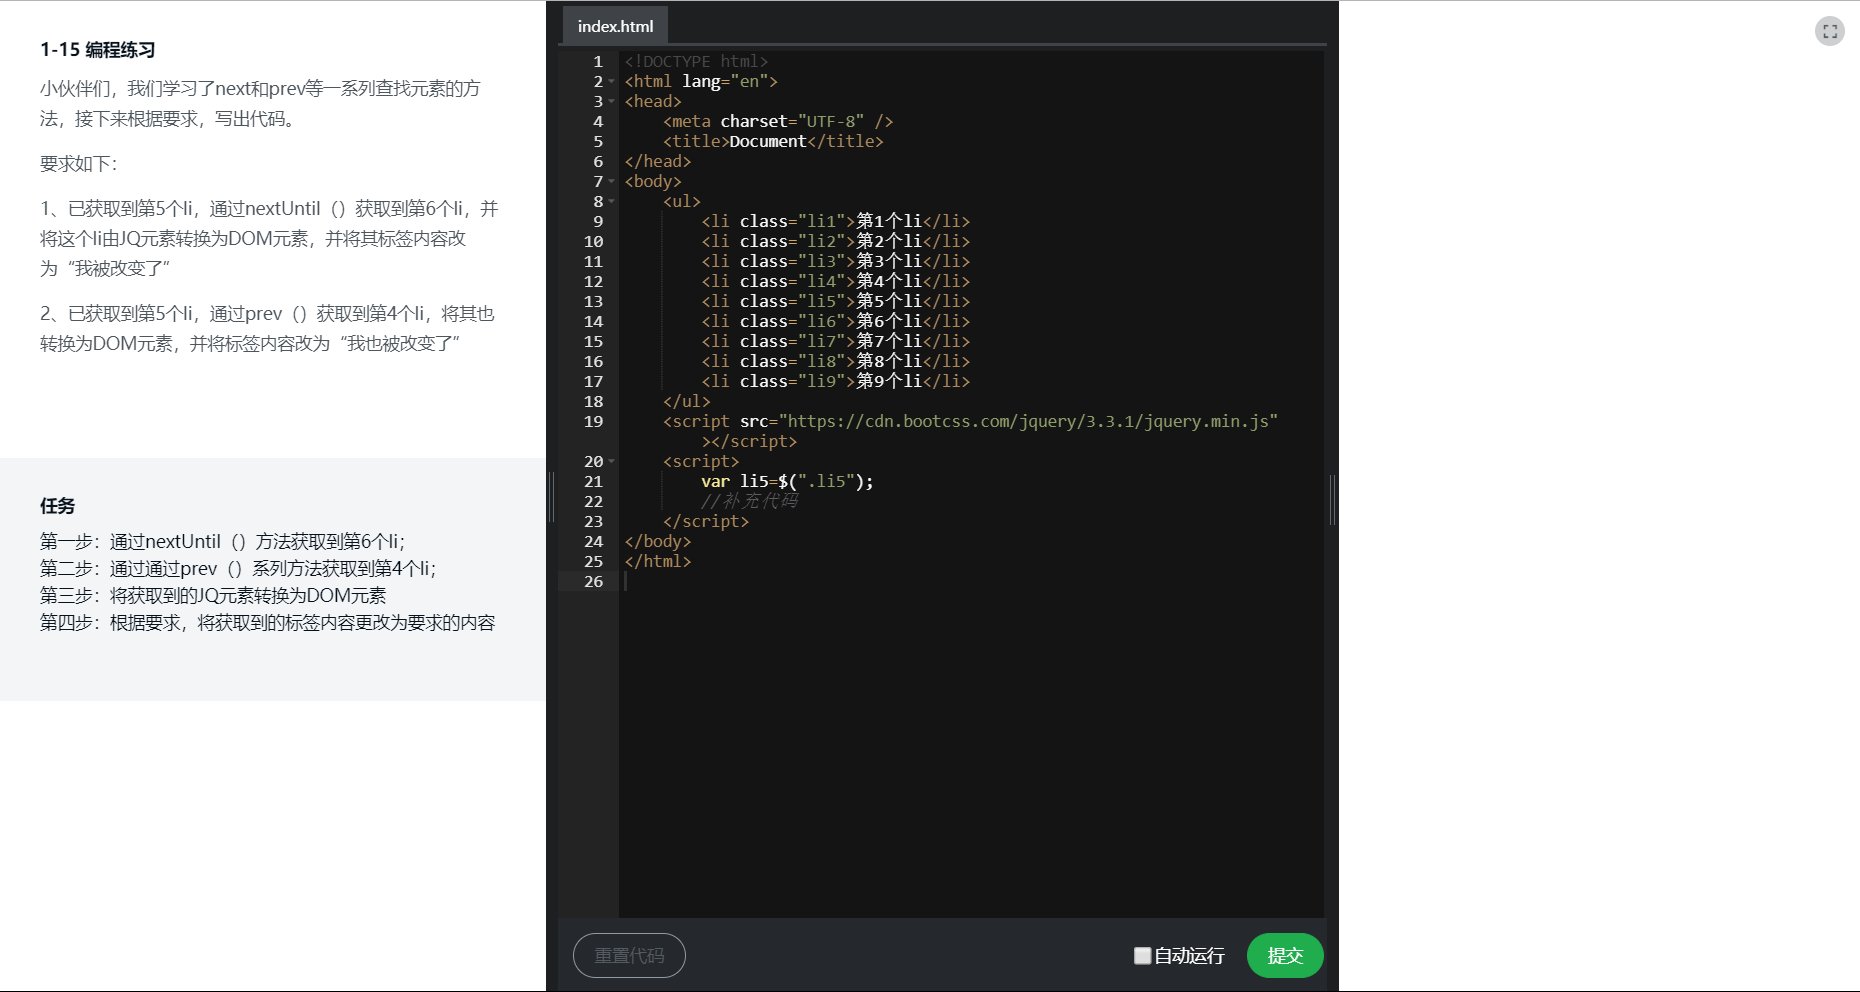 1-15 编程练习
小伙伴们，我们学习了next和prev等一系列查找元素的方
法，接下来根据要求，写出代码。
要求如下：
1、已获取到第5个li，通过nextUntil（）获取到第6个li，并
将这个li由JQ元素转换为DOM元素，并将其标签内容改
为“我被改变了”
2、已获取到第5个li，通过prev（）获取到第4个li，将其也
转换为DOM元素，并将标签内容改为“我也被改变了”
任务
第一步：通过nextUntil（）方法获取到第6个li；
第二步：通过通过prev（）系列方法获取到第4个li；
第三步：将获取到的JQ元素转换为DOM元素
第四步：根据要求，将获取到的标签内容更改为要求的内容
index.html
1 <!DOCTYPE html>
2 <html lang="en">
3 <head>
4     <meta charset="UTF-8" />
5     <title>Document</title>
6 </head>
7 <body>
8     <ul>
9         <li class="li1">第1个li</li>
10         <li class="li2">第2个li</li>
11         <li class="li3">第3个li</li>
12         <li class="li4">第4个li</li>
13         <li class="li5">第5个li</li>
14         <li class="li6">第6个li</li>
15         <li class="li7">第7个li</li>
16         <li class="li8">第8个li</li>
17         <li class="li9">第9个li</li>
18     </ul>
19     <script src="https://cdn.bootcss.com/jquery/3.3.1/jquery.min.js"
></script>
20     <script>
21         var li5=$(".li5");
22         //补充代码
23     </script>
24 </body>
25 </html>
26
重置代码
自动运行
提交